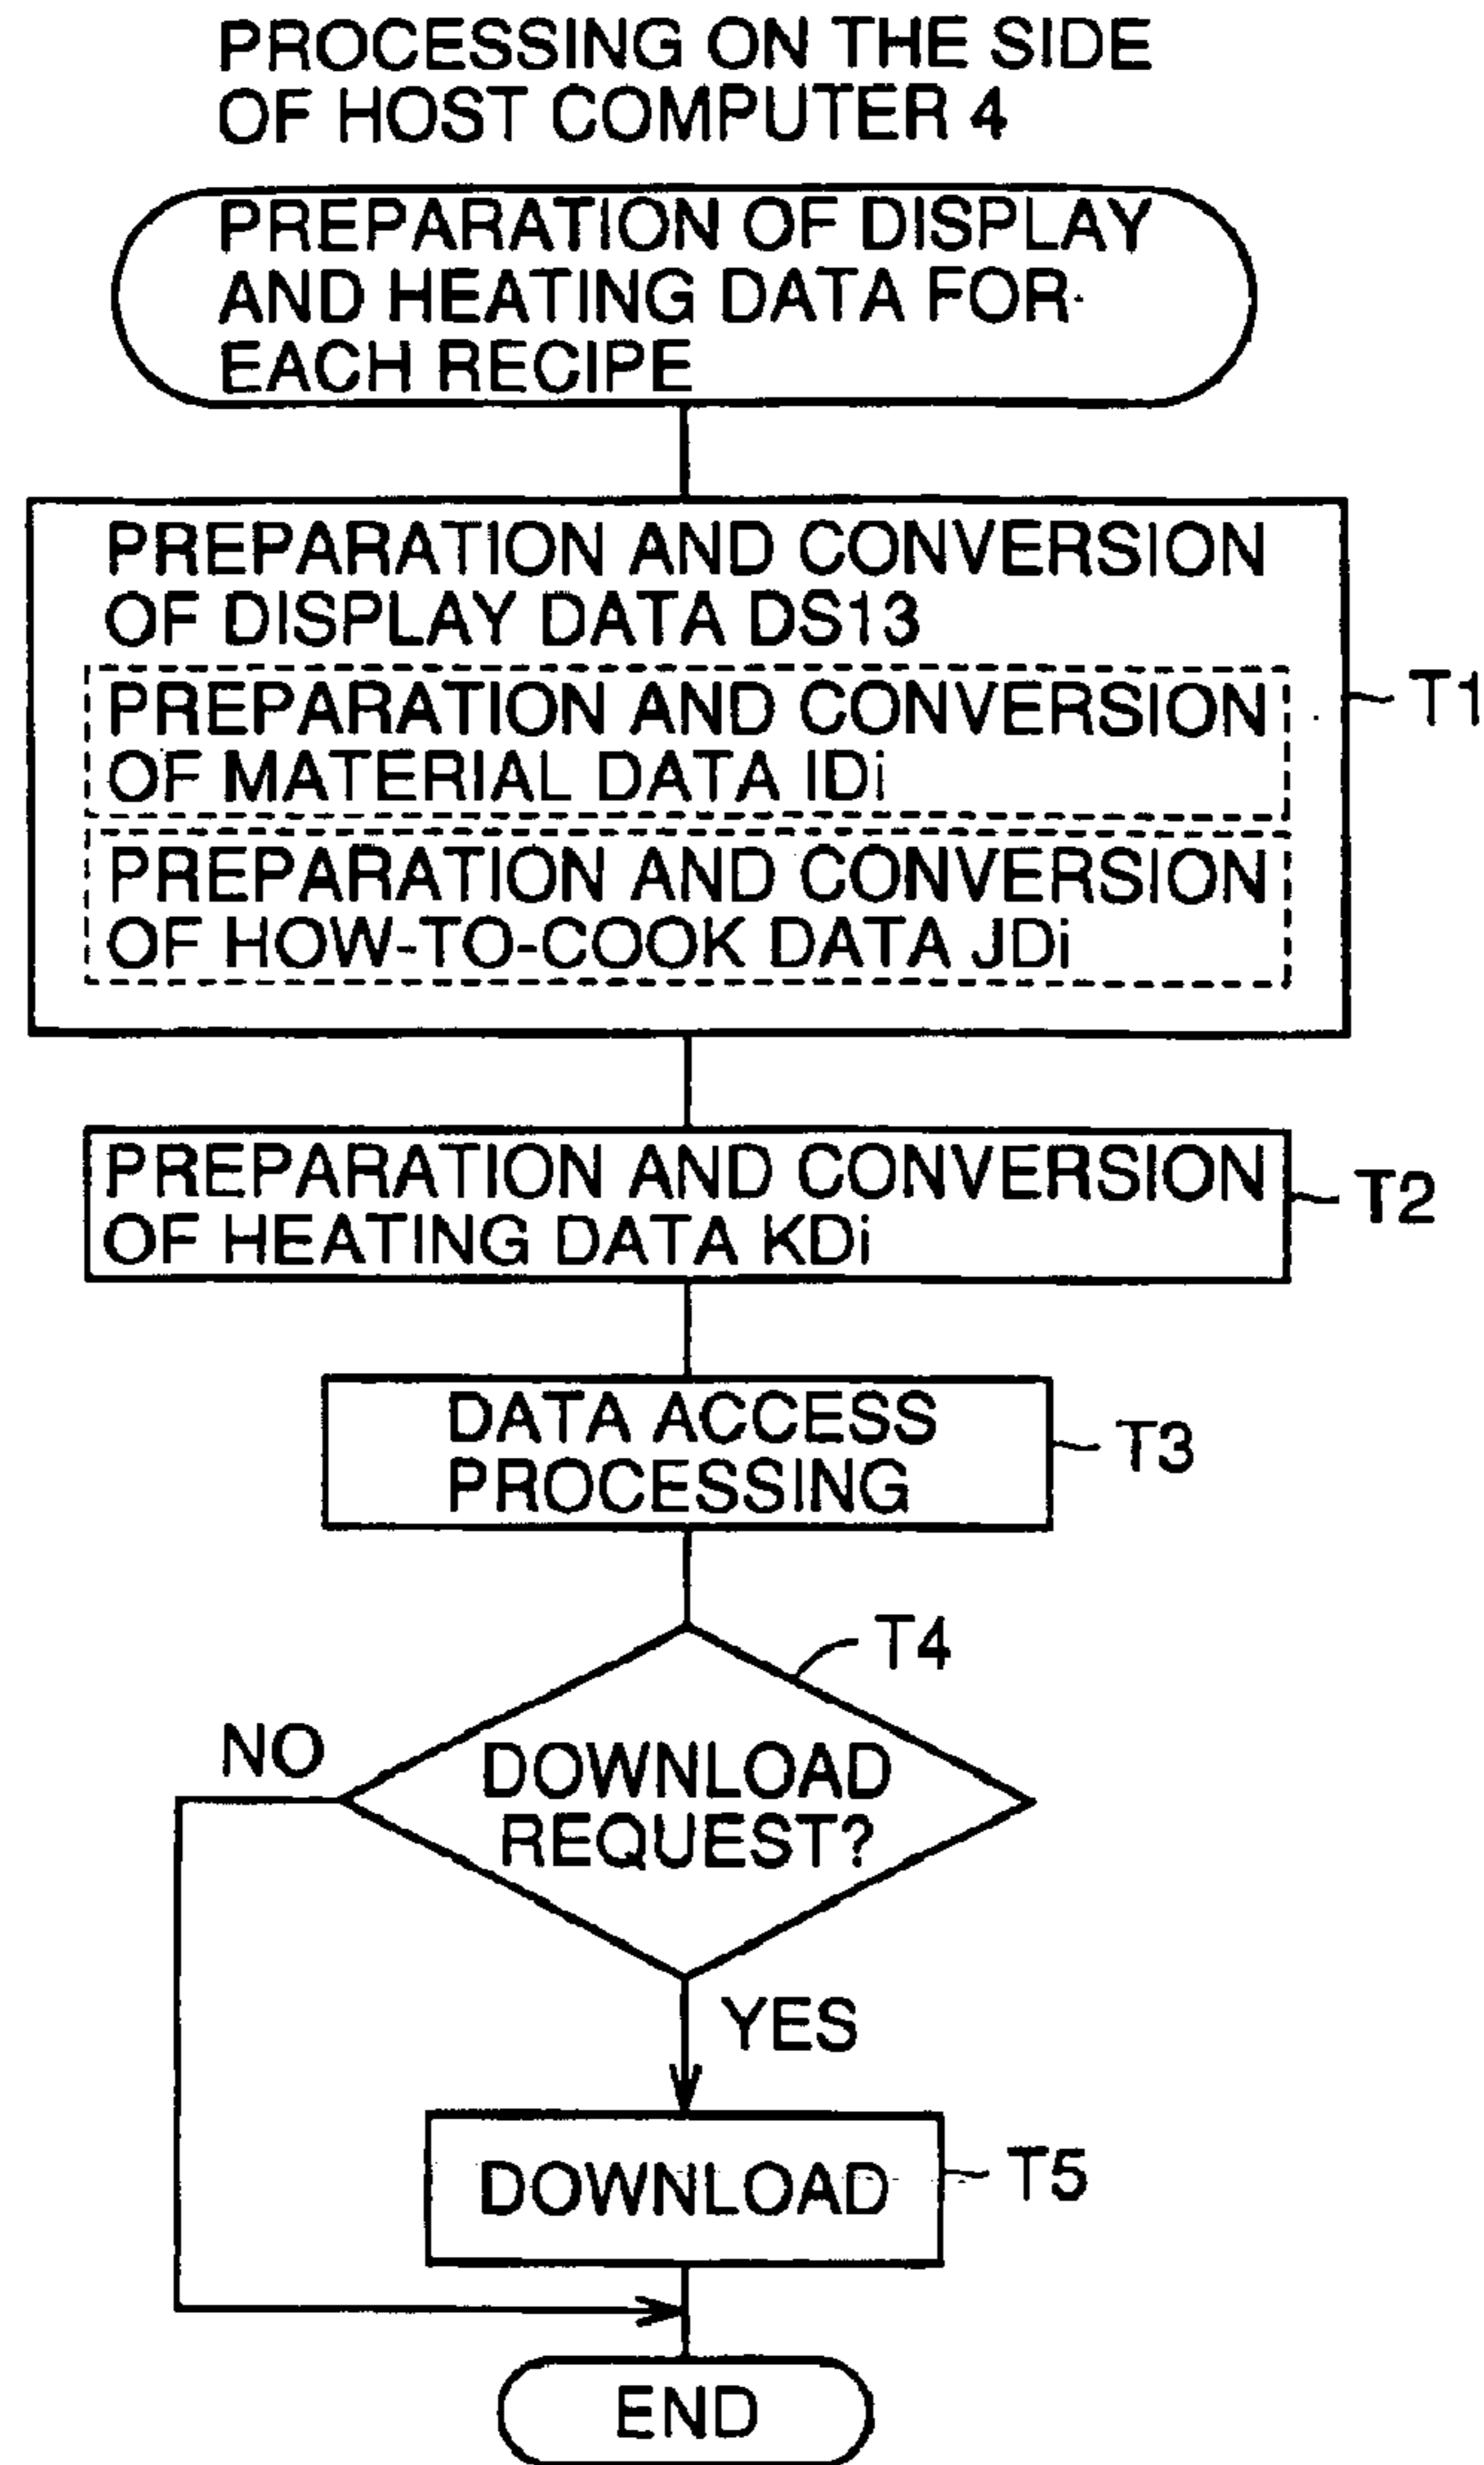 PROCESSING ON THE SIDE
OF HOST COMPUTER 4
PREPARATION OF DISPLAY
AND HEATING DATA FOR
EACH RECIPE
PREPARATION AND CONVERSION
OF DISPLAY DATA DS13
T1
PREPARATION AND CONVERSION
OF MATERIAL DATA IDi
PREPARATION AND CONVERSION
OF HOW-TO-COOK DATA JDi
PREPARATION AND CONVERSION
OF HEATING DATA KDi
T2
DATA ACCESS
PROCESSING
T3
T4
NO
DOWNLOAD
REQUEST?
YES
DOWNLOAD
T5
END